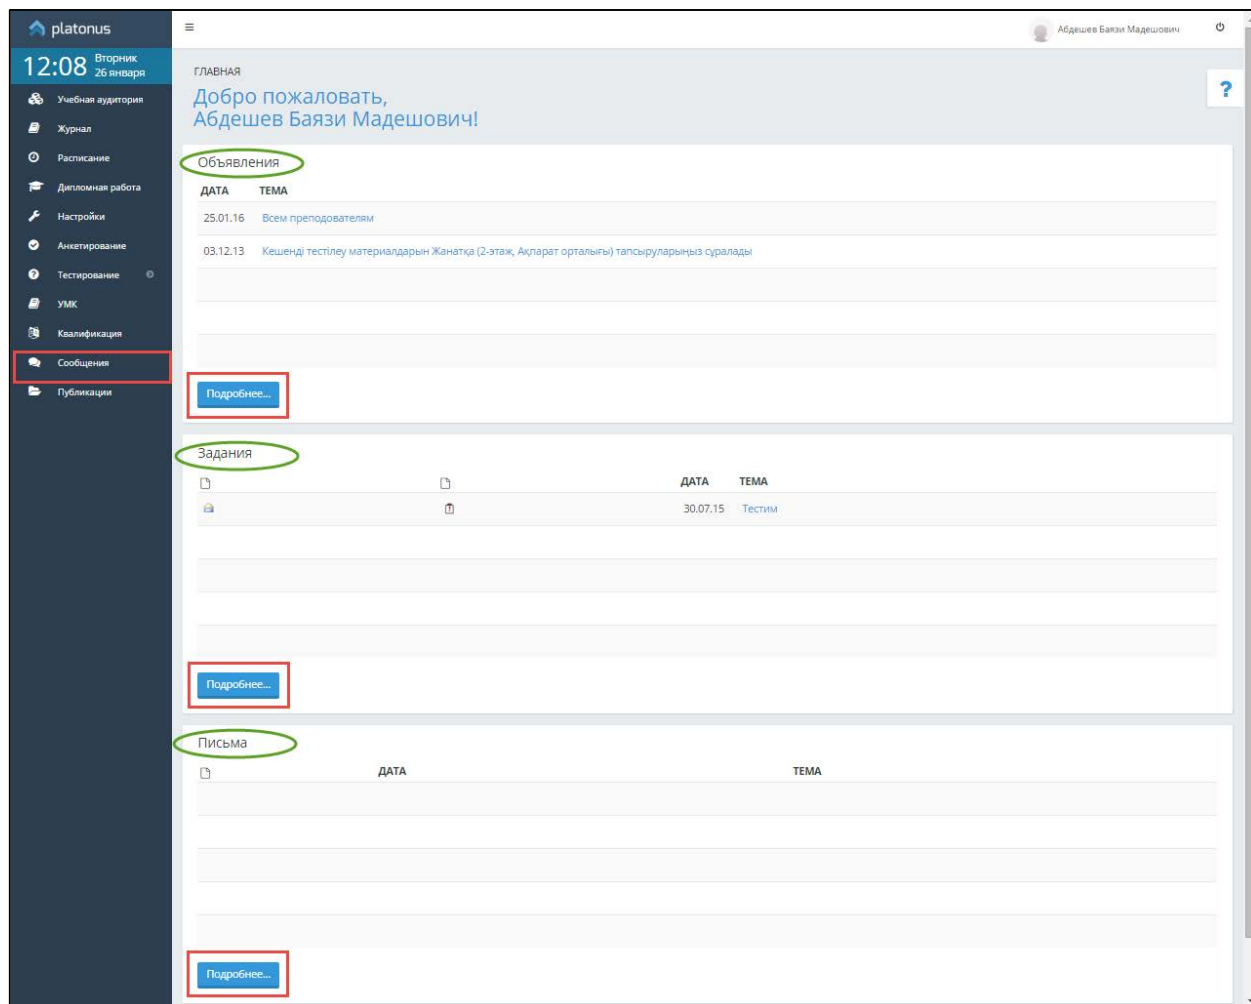 platonus
Абдешев Баязи Мадешович
12:08 Вторник
26 января
Учебная аудитория
Журнал
Расписание
Дипломная работа
Настройки
Анкетирование
Тестирование
УМК
Квалификация
Сообщения
Публикации
ГЛАВНАЯ
Добро пожаловать,
Абдешев Баязи Мадешович!
?
Объявления
ДАТА ТЕМА
25.01.16 Всем преподователям
03.12.13 Кешенді тестілеу материалдарын Жанатқа (2-этаж, Ақпарат орталығы) тапсыруларыңыз сұралады
Подробнее...
Задания
ДАТА ТЕМА
30.07.15 Тестим
Подробнее...
Письма
ДАТА ТЕМА
Подробнее...